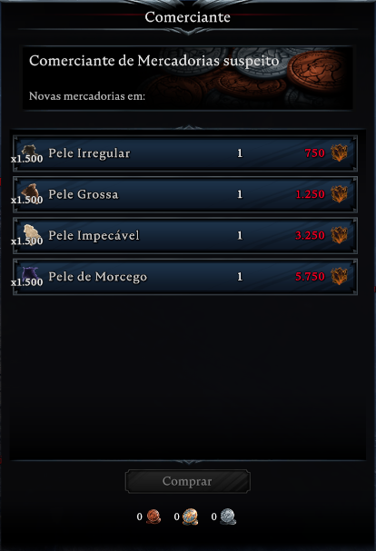 Comerciante
Comerciante de Mercadorias suspeito
Novas mercadorias em:
x1.500 Pele Irregular 1 750
x1.500 Pele Grossa 1 1.250
x1.500 Pele Impecável 1 3.250
x1.500 Pele de Morcego 1 5.750
Comprar
0 0 0